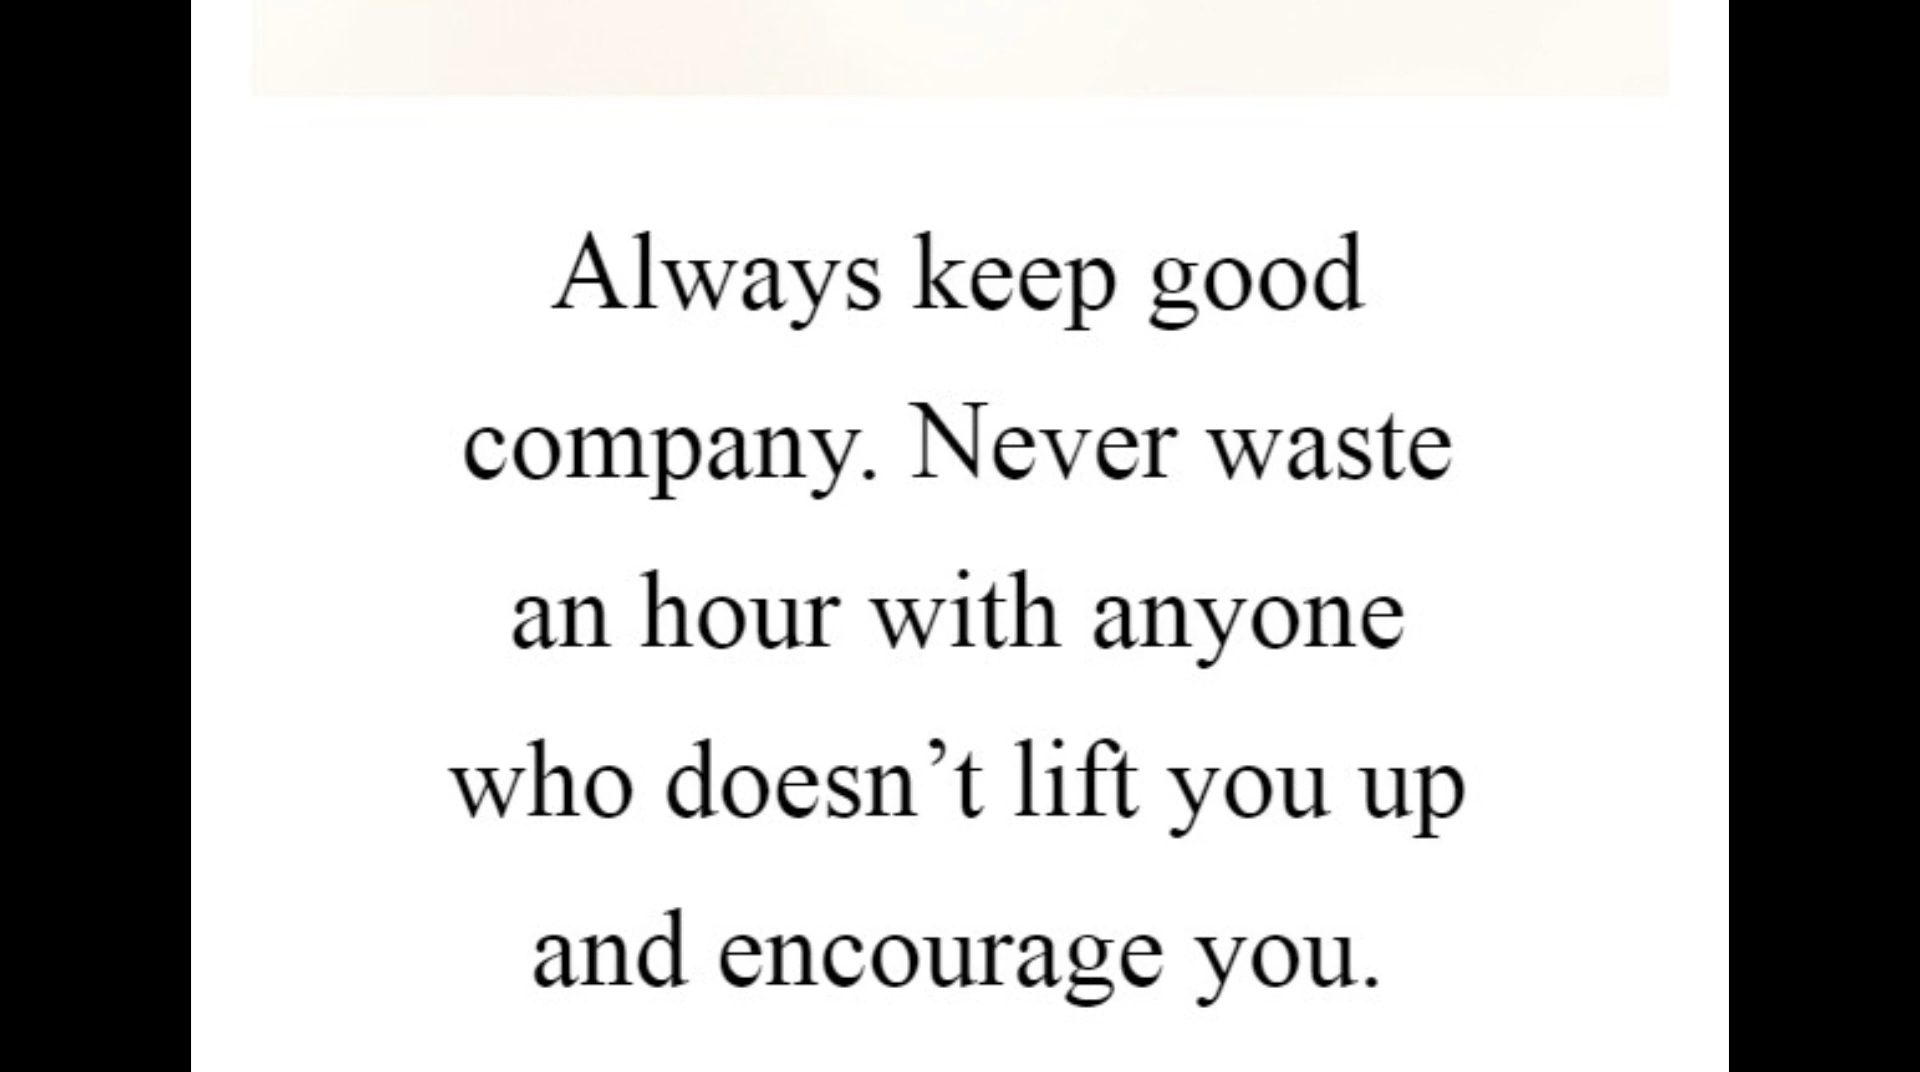 Always keep good
company. Never waste
an hour with anyone
who doesn’t lift you up
and encourage you.